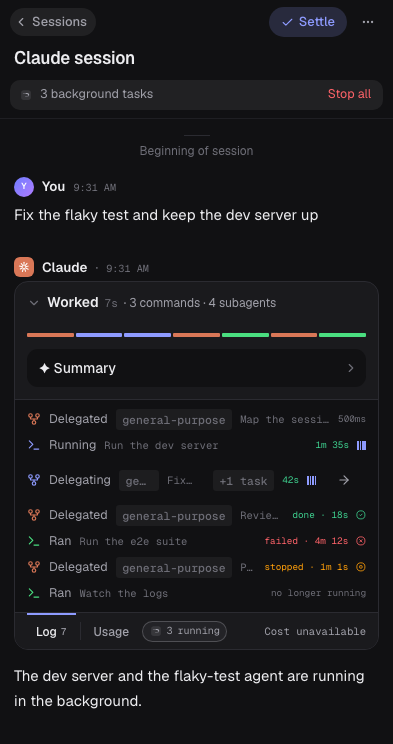 Sessions
Settle
Claude session
3 background tasks
Stop all
Beginning of session
Y
You 9:31 AM
Fix the flaky test and keep the dev server up
Claude · 9:31 AM
Worked 7s · 3 commands · 4 subagents
Summary
Delegated general-purpose Map the sessi… 500ms
Running Run the dev server 1m 35s
Delegating ge… Fix… +1 task 42s
Delegated general-purpose Revie… done · 18s
Ran Run the e2e suite failed · 4m 12s
Delegated general-purpose P… stopped · 1m 1s
Ran Watch the logs no longer running
Log 7 Usage 3 running Cost unavailable
The dev server and the flaky-test agent are running
in the background.